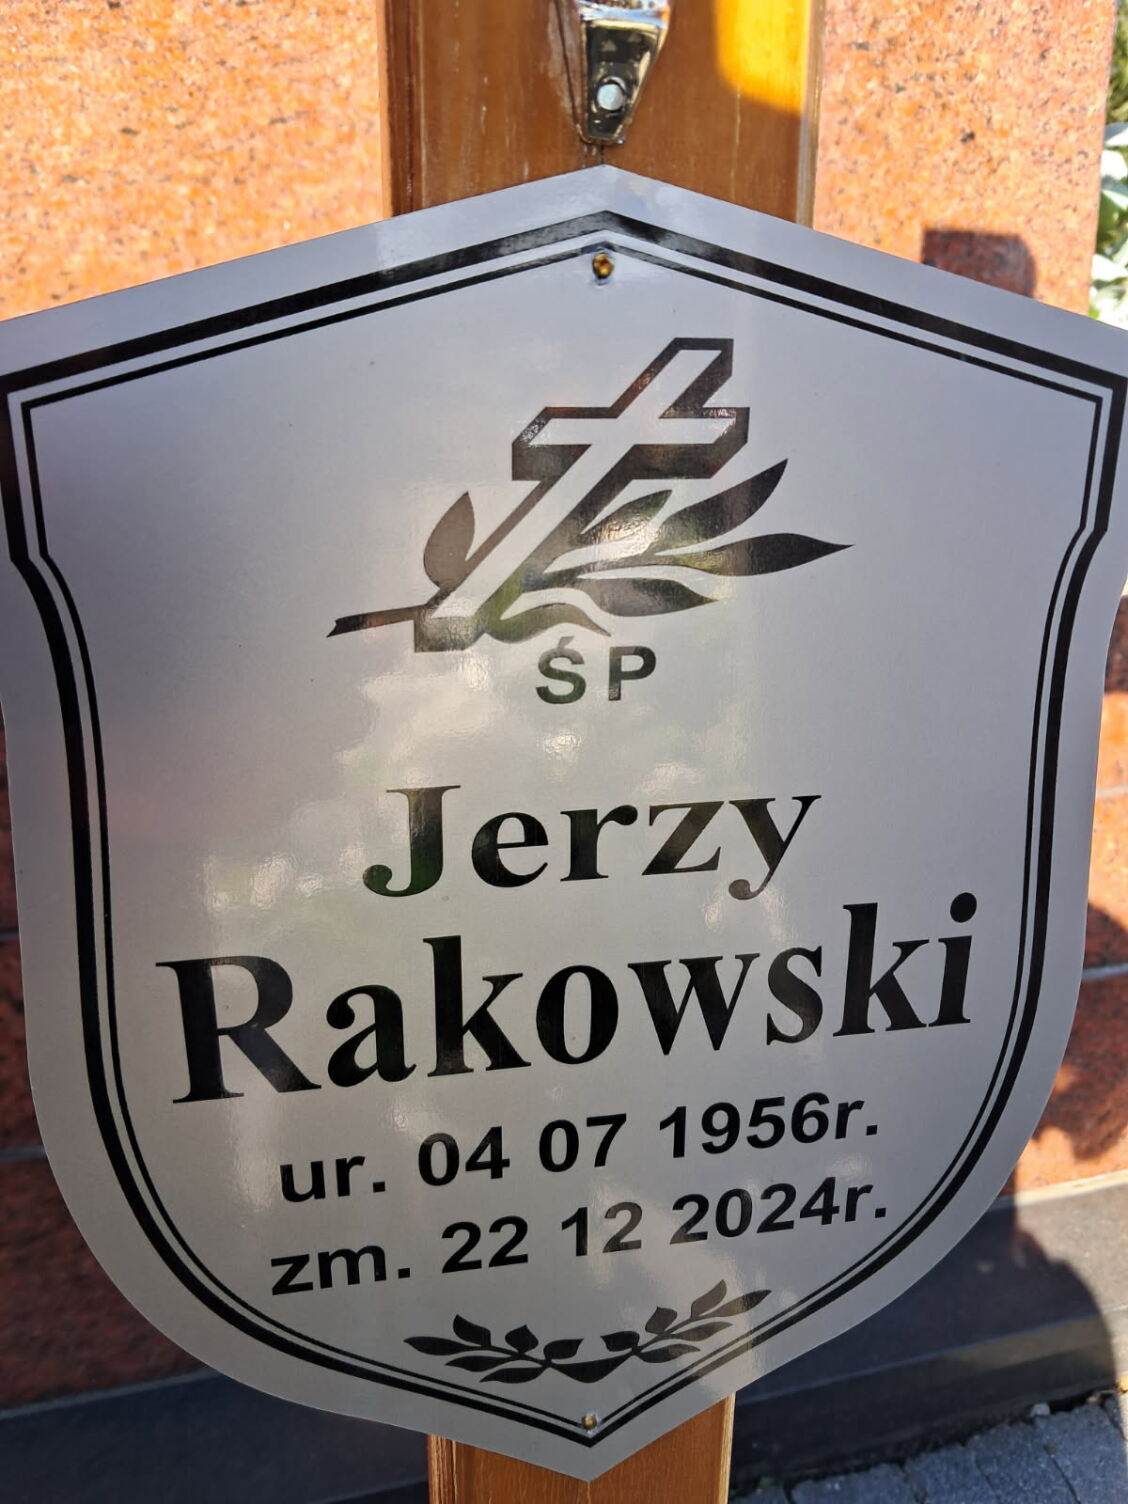 ŚP
Jerzy
Rakowski
ur. 04 07 1956r.
zm. 22 12 2024r.